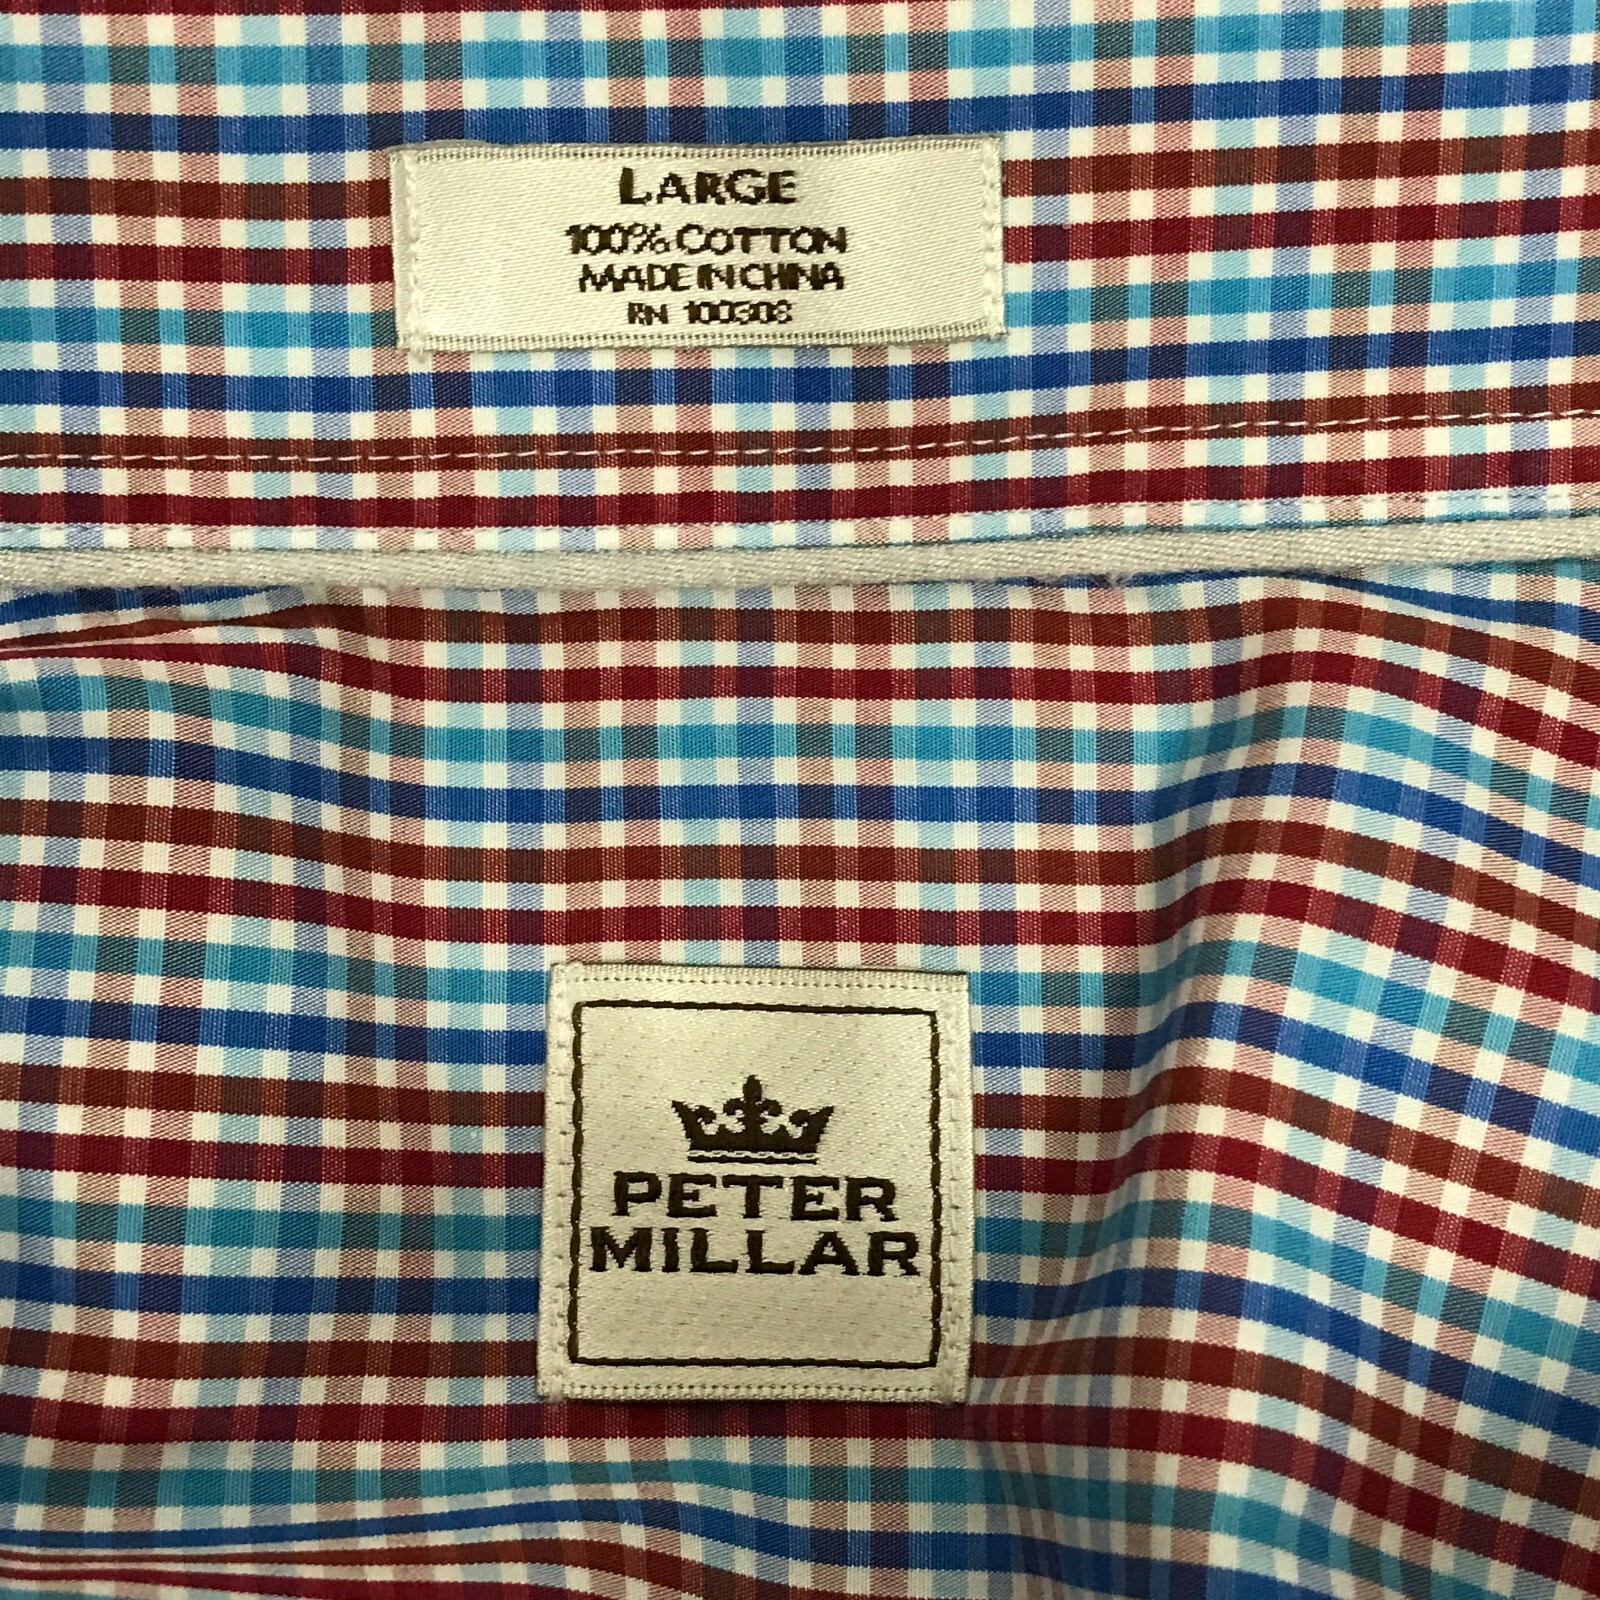 LARGE
100% COTTON
MADE IN CHINA
RN 100308
PETER
MILLAR